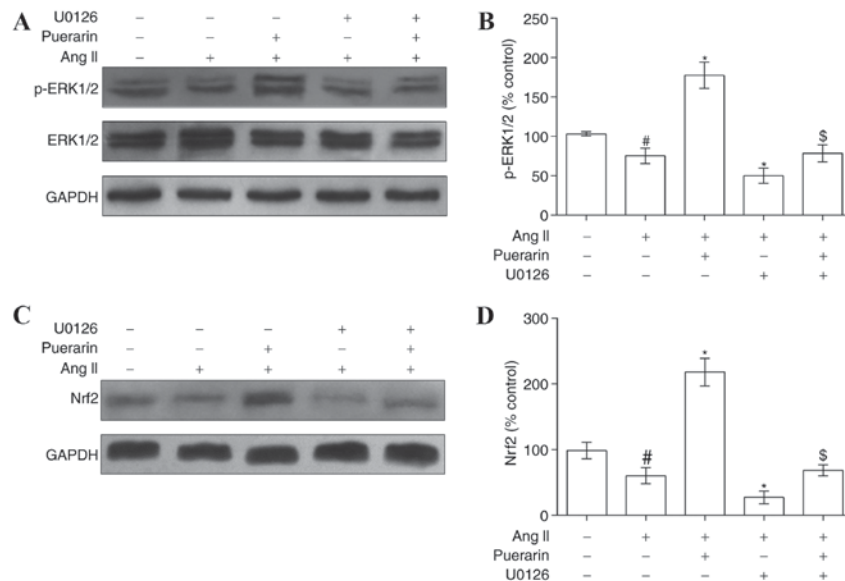 A
U0126 − − − + +
Puerarin − − + − +
Ang II − + + + +
p-ERK1/2
ERK1/2
GAPDH
B
p-ERK1/2 (% control)
250
200
150
100
50
0
# * * $
Ang II − + + + +
Puerarin − − + − +
U0126 − − − + +
C
U0126 − − − + +
Puerarin − − + − +
Ang II − + + + +
Nrf2
GAPDH
D
Nrf2 (% control)
300
200
100
0
# * * $
Ang II − + + + +
Puerarin − − + − +
U0126 − − − + +